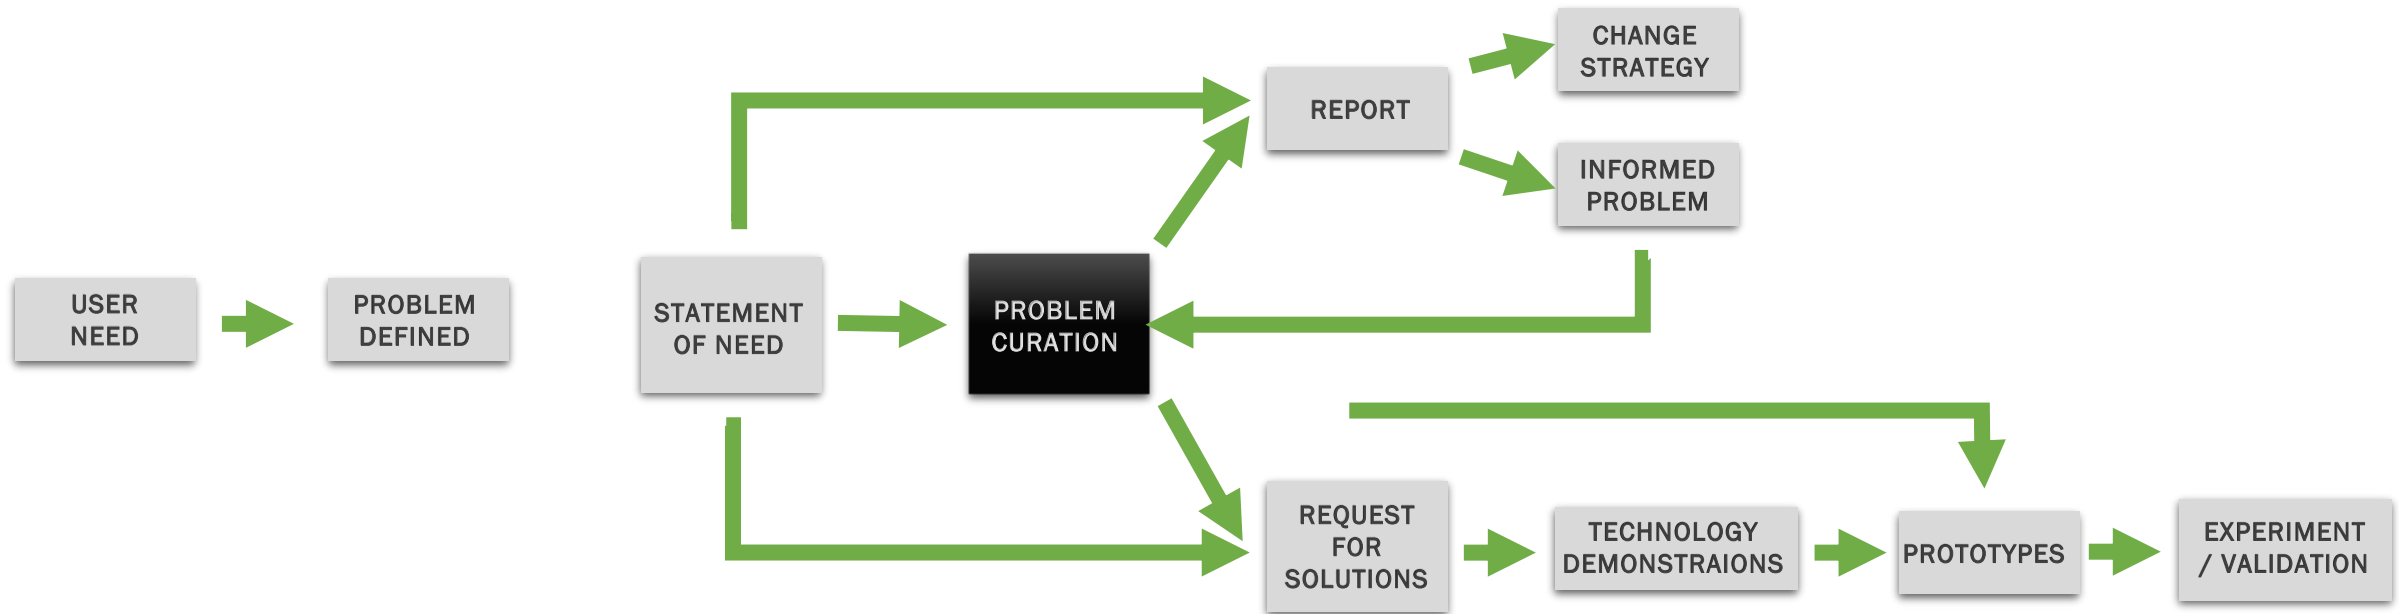 USER
NEED
PROBLEM
DEFINED
STATEMENT
OF NEED
PROBLEM
CURATION
REPORT
CHANGE
STRATEGY
INFORMED
PROBLEM
REQUEST
FOR
SOLUTIONS
TECHNOLOGY
DEMONSTRAIONS
PROTOTYPES
EXPERIMENT
/ VALIDATION